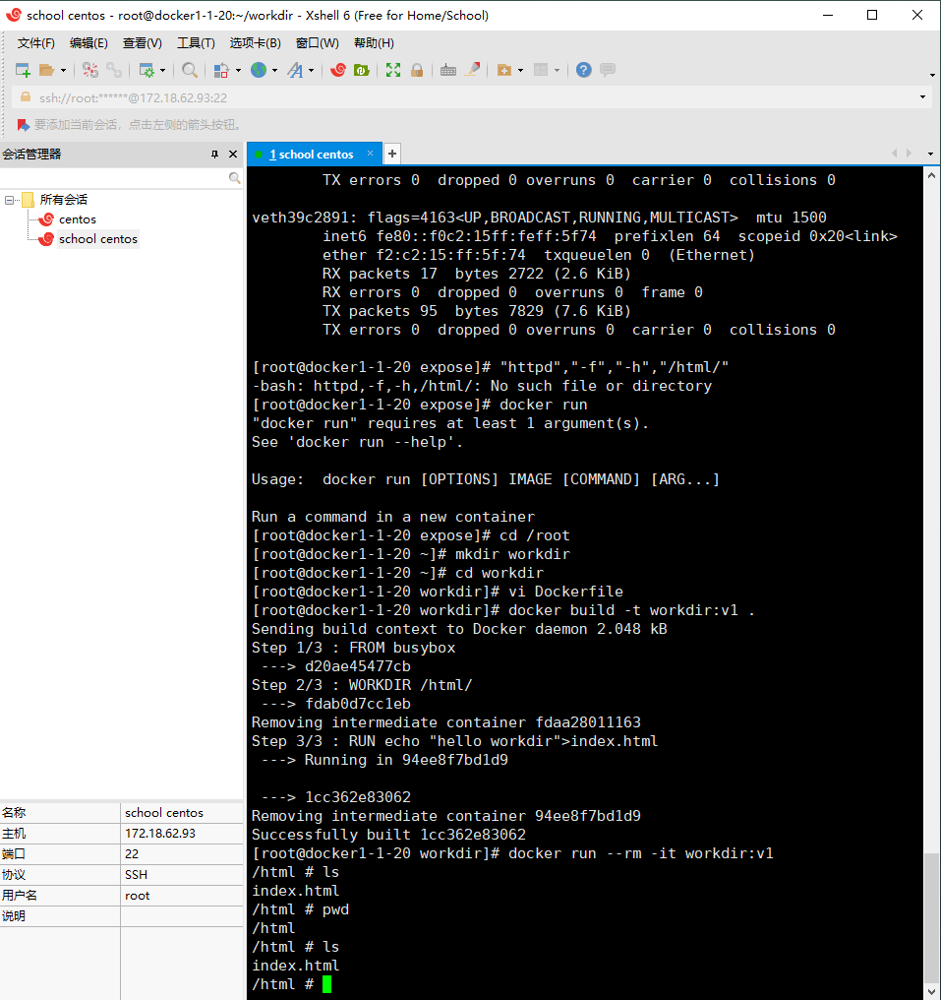 school centos - root@docker1-1-20:~/workdir - Xshell 6 (Free for Home/School)
文件(F) 编辑(E) 查看(V) 工具(T) 选项卡(B) 窗口(W) 帮助(H)
ssh://root:******@172.18.62.93:22
要添加当前会话，点击左侧的箭头按钮。
会话管理器
1 school centos
所有会话
centos
school centos
名称 school centos
主机 172.18.62.93
端口 22
协议 SSH
用户名 root
说明
TX errors 0  dropped 0 overruns 0  carrier 0  collisions 0
veth39c2891: flags=4163<UP,BROADCAST,RUNNING,MULTICAST>  mtu 1500
inet6 fe80::f0c2:15ff:feff:5f74  prefixlen 64  scopeid 0x20<link>
ether f2:c2:15:ff:5f:74  txqueuelen 0  (Ethernet)
RX packets 17  bytes 2722 (2.6 KiB)
RX errors 0  dropped 0  overruns 0  frame 0
TX packets 95  bytes 7829 (7.6 KiB)
TX errors 0  dropped 0 overruns 0  carrier 0  collisions 0
[root@docker1-1-20 expose]# "httpd","-f","-h","/html/"
-bash: httpd,-f,-h,/html/: No such file or directory
[root@docker1-1-20 expose]# docker run
"docker run" requires at least 1 argument(s).
See 'docker run --help'.
Usage:  docker run [OPTIONS] IMAGE [COMMAND] [ARG...]
Run a command in a new container
[root@docker1-1-20 expose]# cd /root
[root@docker1-1-20 ~]# mkdir workdir
[root@docker1-1-20 ~]# cd workdir
[root@docker1-1-20 workdir]# vi Dockerfile
[root@docker1-1-20 workdir]# docker build -t workdir:v1 .
Sending build context to Docker daemon 2.048 kB
Step 1/3 : FROM busybox
---> d20ae45477cb
Step 2/3 : WORKDIR /html/
---> fdab0d7cc1eb
Removing intermediate container fdaa28011163
Step 3/3 : RUN echo "hello workdir">index.html
---> Running in 94ee8f7bd1d9
---> 1cc362e83062
Removing intermediate container 94ee8f7bd1d9
Successfully built 1cc362e83062
[root@docker1-1-20 workdir]# docker run --rm -it workdir:v1
/html # ls
index.html
/html # pwd
/html
/html # ls
index.html
/html #